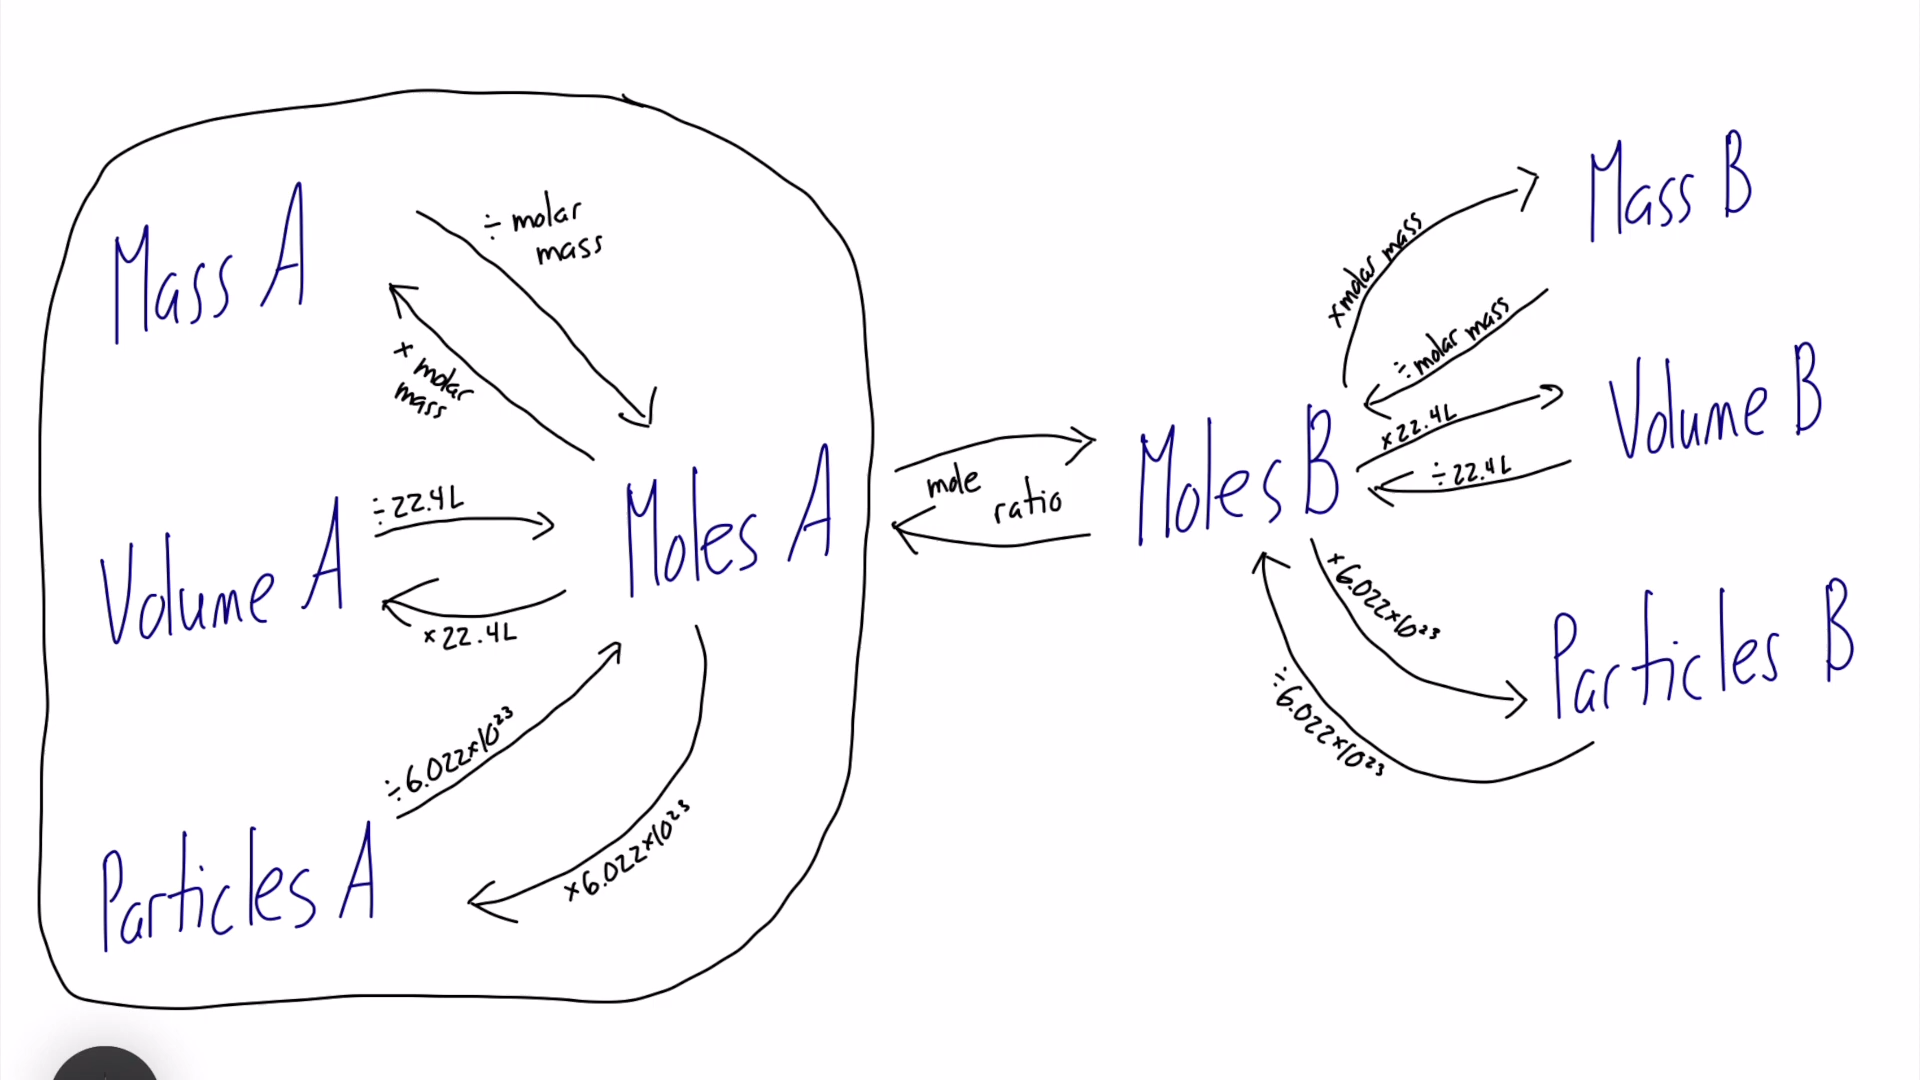 Mass A
÷ molar
mass
× molar
mass
Volume A
÷22.4L
×22.4L
Moles A
Particles A
÷6.022×10²³
×6.022×10²³
mole
ratio
Moles B
×molar mass
÷molar mass
Mass B
×22.4L
÷22.4L
Volume B
×6.022×10²³
÷6.022×10²³
Particles B